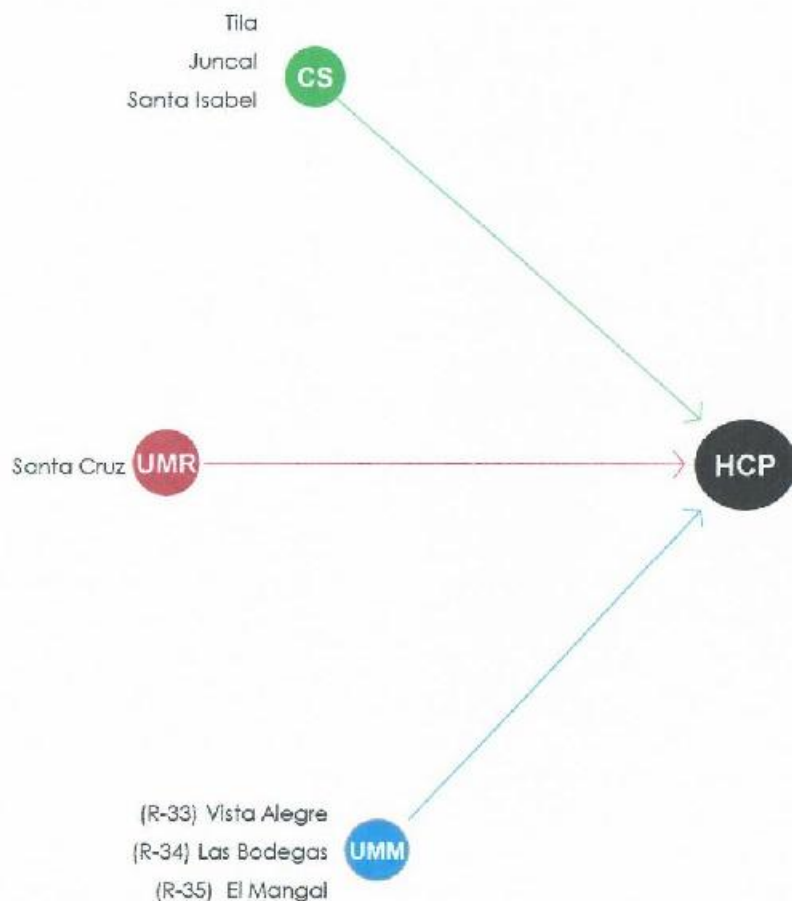 Tila
Juncal
CS
Santa Isabel
Santa Cruz UMR
HCP
(R-33) Vista Alegre
(R-34) Las Bodegas UMM
(R-35) El Mangal